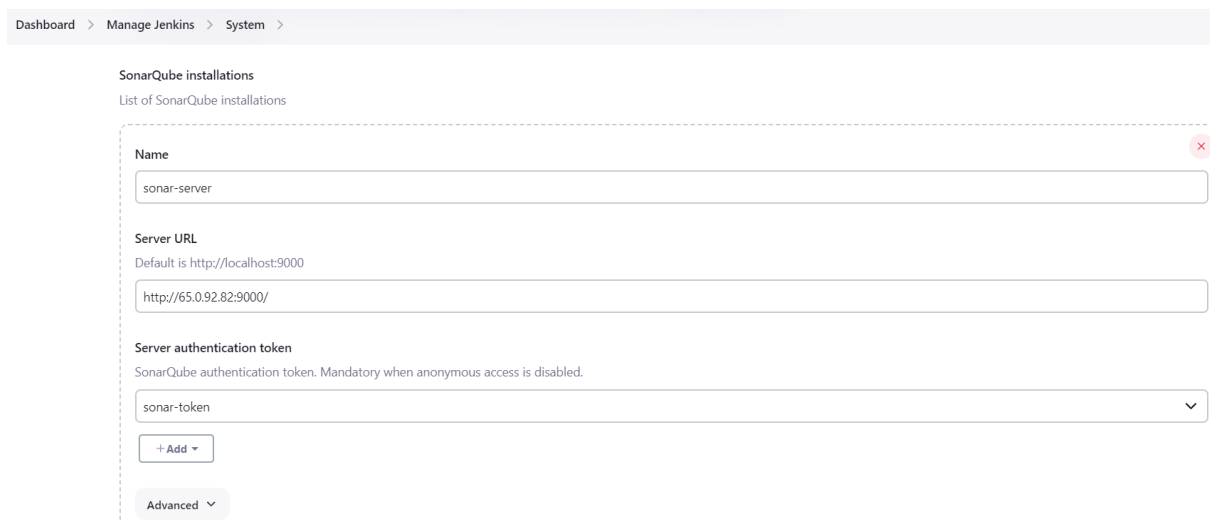 Dashboard > Manage Jenkins > System >
SonarQube installations
List of SonarQube installations
Name
sonar-server
Server URL
Default is http://localhost:9000
http://65.0.92.82:9000/
Server authentication token
SonarQube authentication token. Mandatory when anonymous access is disabled.
sonar-token
+ Add
Advanced